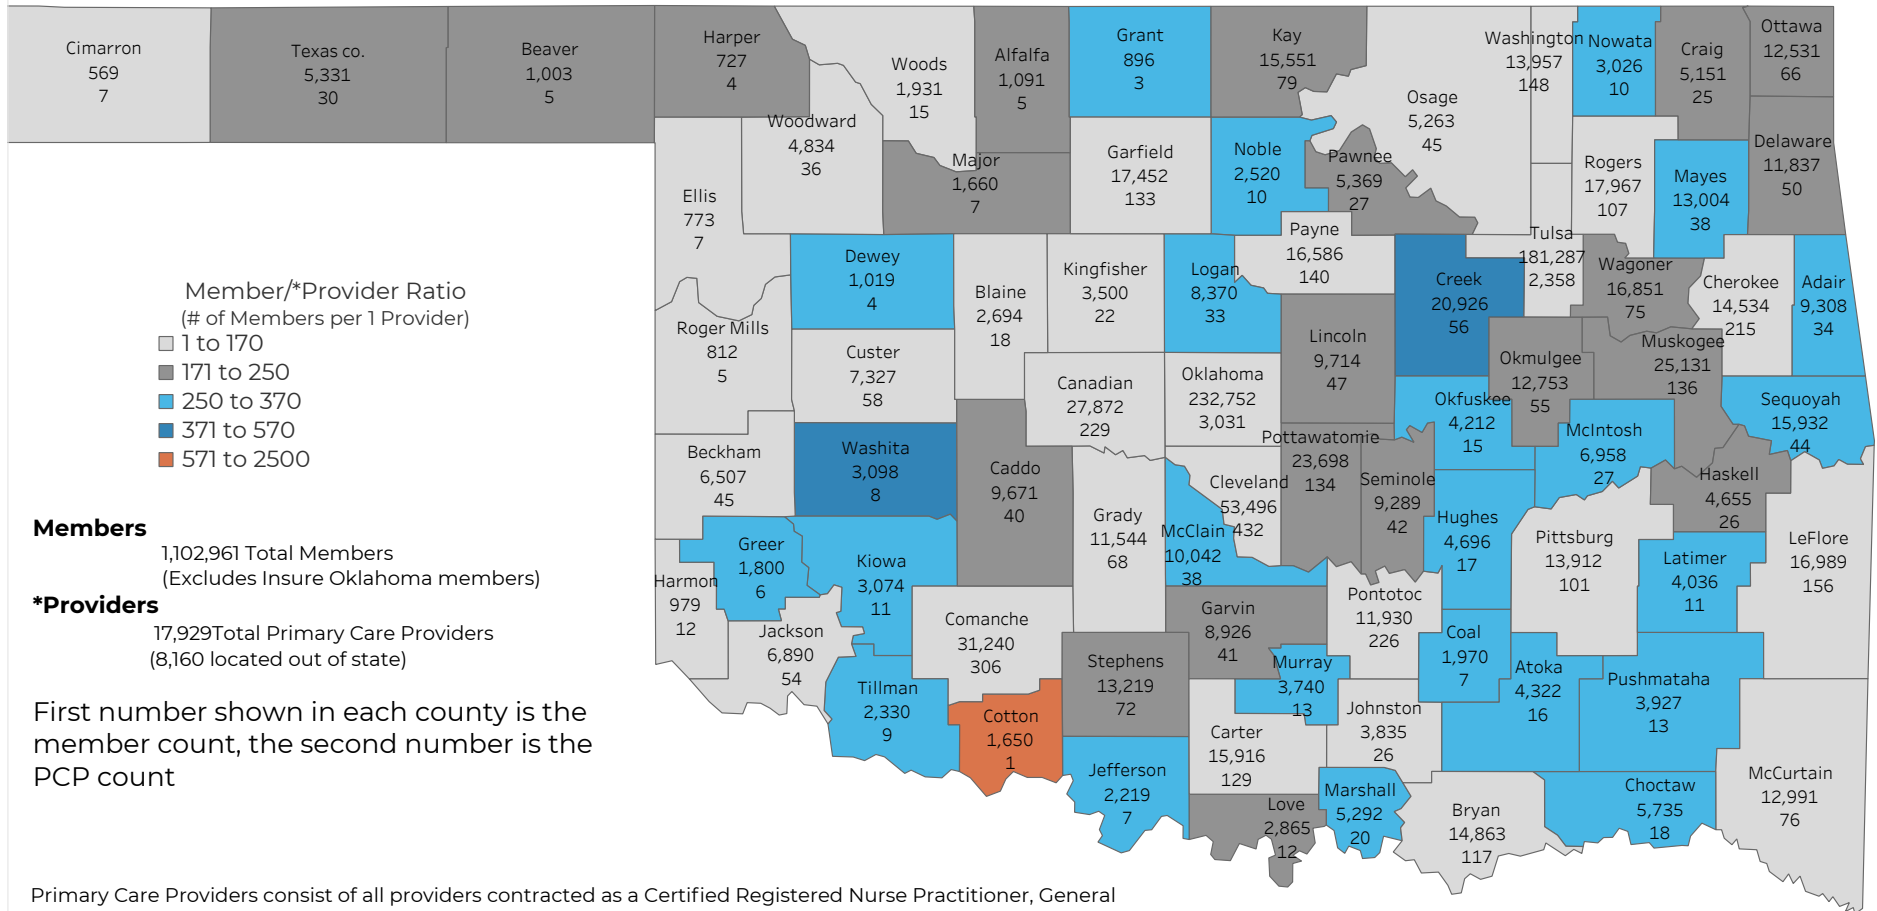 Cimarron
569
7
Texas co.
5,331
30
Beaver
1,003
5
Harper
727
4
Woods
1,931
15
Alfalfa
1,091
5
Grant
896
3
Kay
15,551
79
Osage
5,263
45
Washington
13,957
148
Nowata
3,026
10
Craig
5,151
25
Ottawa
12,531
66
Woodward
4,834
36
Major
1,660
7
Garfield
17,452
133
Noble
2,520
10
Pawnee
5,369
27
Rogers
17,967
107
Mayes
13,004
38
Delaware
11,837
50
Ellis
773
7
Dewey
1,019
4
Blaine
2,694
18
Kingfisher
3,500
22
Logan
8,370
33
Payne
16,586
140
Creek
20,926
56
Tulsa
181,287
2,358
Wagoner
16,851
75
Cherokee
14,534
215
Adair
9,308
34
Roger Mills
812
5
Custer
7,327
58
Canadian
27,872
229
Oklahoma
232,752
3,031
Lincoln
9,714
47
Okmulgee
12,753
55
Muskogee
25,131
136
Okfuskee
4,212
15
McIntosh
6,958
27
Sequoyah
15,932
44
Beckham
6,507
45
Washita
3,098
8
Caddo
9,671
40
Grady
11,544
68
Cleveland
53,496
432
Pottawatomie
23,698
134
Seminole
9,289
42
Hughes
4,696
17
Pittsburg
13,912
101
Haskell
4,655
26
LeFlore
16,989
156
Latimer
4,036
11
McClain
10,042
38
Greer
1,800
6
Kiowa
3,074
11
Harmon
979
12
Jackson
6,890
54
Comanche
31,240
306
Garvin
8,926
41
Pontotoc
11,930
226
Coal
1,970
7
Atoka
4,322
16
Pushmataha
3,927
13
Tillman
2,330
9
Cotton
1,650
1
Stephens
13,219
72
Murray
3,740
13
Johnston
3,835
26
Carter
15,916
129
Jefferson
2,219
7
Love
2,865
12
Marshall
5,292
20
Bryan
14,863
117
Choctaw
5,735
18
McCurtain
12,991
76
Member/*Provider Ratio
(# of Members per 1 Provider)
1 to 170
171 to 250
250 to 370
371 to 570
571 to 2500
Members
1,102,961 Total Members
(Excludes Insure Oklahoma members)
*Providers
17,929Total Primary Care Providers
(8,160 located out of state)
First number shown in each county is the
member count, the second number is the
PCP count
Primary Care Providers consist of all providers contracted as a Certified Registered Nurse Practitioner, General